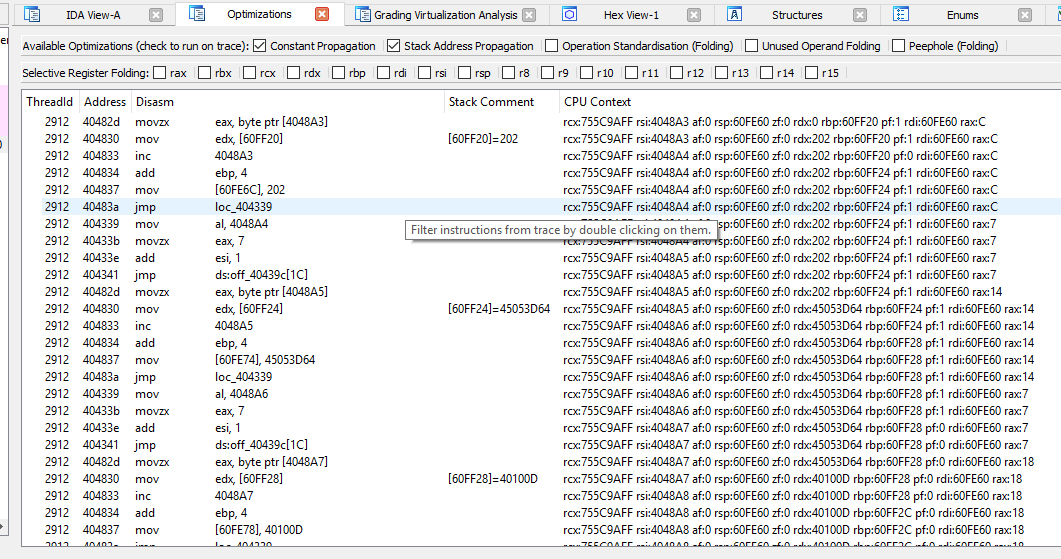 IDA View-A Optimizations Grading Virtualization Analysis Hex View-1 Structures Enums
Available Optimizations (check to run on trace): Constant Propagation Stack Address Propagation Operation Standardisation (Folding) Unused Operand Folding Peephole (Folding)
Selective Register Folding: rax rbx rcx rdx rbp rdi rsi rsp r8 r9 r10 r11 r12 r13 r14 r15
ThreadId Address Disasm Stack Comment CPU Context
2912 40482d movzx eax, byte ptr [4048A3] rcx:755C9AFF rsi:4048A3 af:0 rsp:60FE60 zf:0 rdx:0 rbp:60FF20 pf:1 rdi:60FE60 rax:C
2912 404830 mov edx, [60FF20] [60FF20]=202 rcx:755C9AFF rsi:4048A3 af:0 rsp:60FE60 zf:0 rdx:202 rbp:60FF20 pf:1 rdi:60FE60 rax:C
2912 404833 inc 4048A3 rcx:755C9AFF rsi:4048A4 af:0 rsp:60FE60 zf:0 rdx:202 rbp:60FF20 pf:0 rdi:60FE60 rax:C
2912 404834 add ebp, 4 rcx:755C9AFF rsi:4048A4 af:0 rsp:60FE60 zf:0 rdx:202 rbp:60FF24 pf:1 rdi:60FE60 rax:C
2912 404837 mov [60FE6C], 202 rcx:755C9AFF rsi:4048A4 af:0 rsp:60FE60 zf:0 rdx:202 rbp:60FF24 pf:1 rdi:60FE60 rax:C
2912 40483a jmp loc_404339 rcx:755C9AFF rsi:4048A4 af:0 rsp:60FE60 zf:0 rdx:202 rbp:60FF24 pf:1 rdi:60FE60 rax:C
2912 404339 mov al, 4048A4 rdx:202 rbp:60FF24 pf:1 rdi:60FE60 rax:7
Filter instructions from trace by double clicking on them.
2912 40433b movzx eax, 7 rcx:755C9AFF rsi:4048A4 af:0 rsp:60FE60 zf:0 rdx:202 rbp:60FF24 pf:1 rdi:60FE60 rax:7
2912 40433e add esi, 1 rcx:755C9AFF rsi:4048A5 af:0 rsp:60FE60 zf:0 rdx:202 rbp:60FF24 pf:1 rdi:60FE60 rax:7
2912 404341 jmp ds:off_40439c[1C] rcx:755C9AFF rsi:4048A5 af:0 rsp:60FE60 zf:0 rdx:202 rbp:60FF24 pf:1 rdi:60FE60 rax:7
2912 40482d movzx eax, byte ptr [4048A5] rcx:755C9AFF rsi:4048A5 af:0 rsp:60FE60 zf:0 rdx:202 rbp:60FF24 pf:1 rdi:60FE60 rax:14
2912 404830 mov edx, [60FF24] [60FF24]=45053D64 rcx:755C9AFF rsi:4048A5 af:0 rsp:60FE60 zf:0 rdx:45053D64 rbp:60FF24 pf:1 rdi:60FE60 rax:14
2912 404833 inc 4048A5 rcx:755C9AFF rsi:4048A6 af:0 rsp:60FE60 zf:0 rdx:45053D64 rbp:60FF24 pf:1 rdi:60FE60 rax:14
2912 404834 add ebp, 4 rcx:755C9AFF rsi:4048A6 af:0 rsp:60FE60 zf:0 rdx:45053D64 rbp:60FF28 pf:1 rdi:60FE60 rax:14
2912 404837 mov [60FE74], 45053D64 rcx:755C9AFF rsi:4048A6 af:0 rsp:60FE60 zf:0 rdx:45053D64 rbp:60FF28 pf:1 rdi:60FE60 rax:14
2912 40483a jmp loc_404339 rcx:755C9AFF rsi:4048A6 af:0 rsp:60FE60 zf:0 rdx:45053D64 rbp:60FF28 pf:1 rdi:60FE60 rax:14
2912 404339 mov al, 4048A6 rcx:755C9AFF rsi:4048A6 af:0 rsp:60FE60 zf:0 rdx:45053D64 rbp:60FF28 pf:1 rdi:60FE60 rax:7
2912 40433b movzx eax, 7 rcx:755C9AFF rsi:4048A6 af:0 rsp:60FE60 zf:0 rdx:45053D64 rbp:60FF28 pf:1 rdi:60FE60 rax:7
2912 40433e add esi, 1 rcx:755C9AFF rsi:4048A7 af:0 rsp:60FE60 zf:0 rdx:45053D64 rbp:60FF28 pf:0 rdi:60FE60 rax:7
2912 404341 jmp ds:off_40439c[1C] rcx:755C9AFF rsi:4048A7 af:0 rsp:60FE60 zf:0 rdx:45053D64 rbp:60FF28 pf:0 rdi:60FE60 rax:7
2912 40482d movzx eax, byte ptr [4048A7] rcx:755C9AFF rsi:4048A7 af:0 rsp:60FE60 zf:0 rdx:45053D64 rbp:60FF28 pf:0 rdi:60FE60 rax:18
2912 404830 mov edx, [60FF28] [60FF28]=40100D rcx:755C9AFF rsi:4048A7 af:0 rsp:60FE60 zf:0 rdx:40100D rbp:60FF28 pf:0 rdi:60FE60 rax:18
2912 404833 inc 4048A7 rcx:755C9AFF rsi:4048A8 af:0 rsp:60FE60 zf:0 rdx:40100D rbp:60FF28 pf:0 rdi:60FE60 rax:18
2912 404834 add ebp, 4 rcx:755C9AFF rsi:4048A8 af:0 rsp:60FE60 zf:0 rdx:40100D rbp:60FF2C pf:0 rdi:60FE60 rax:18
2912 404837 mov [60FE78], 40100D rcx:755C9AFF rsi:4048A8 af:0 rsp:60FE60 zf:0 rdx:40100D rbp:60FF2C pf:0 rdi:60FE60 rax:18